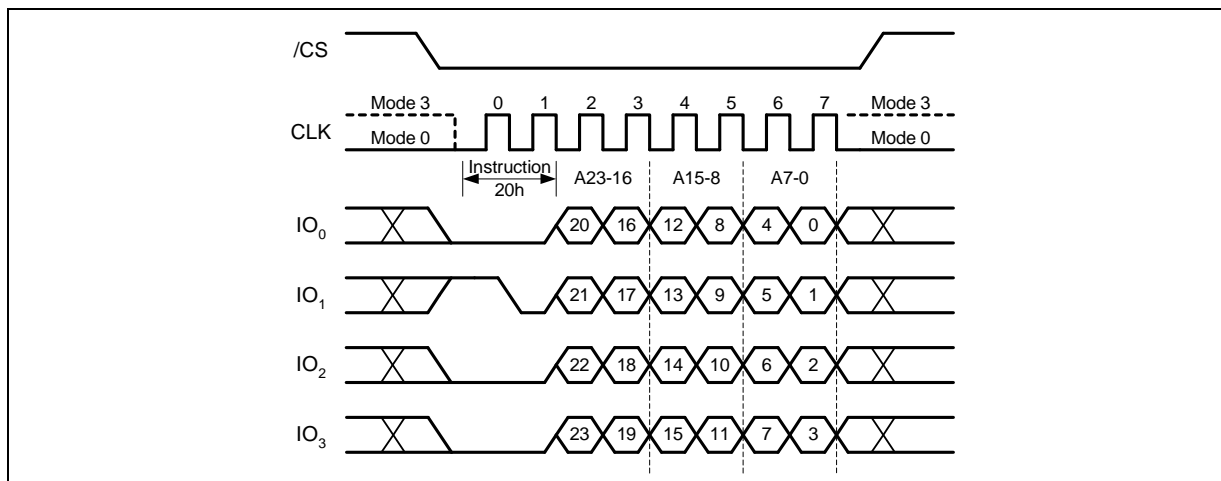 /CS
Mode 3 0 1 2 3 4 5 6 7 Mode 3
CLK Mode 0 Mode 0
Instruction
20h A23-16 A15-8 A7-0
IO0 20 16 12 8 4 0
IO1 21 17 13 9 5 1
IO2 22 18 14 10 6 2
IO3 23 19 15 11 7 3